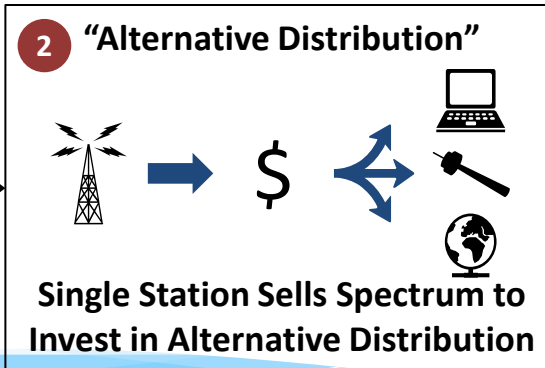 2 “Alternative Distribution”
$
Single Station Sells Spectrum to
Invest in Alternative Distribution